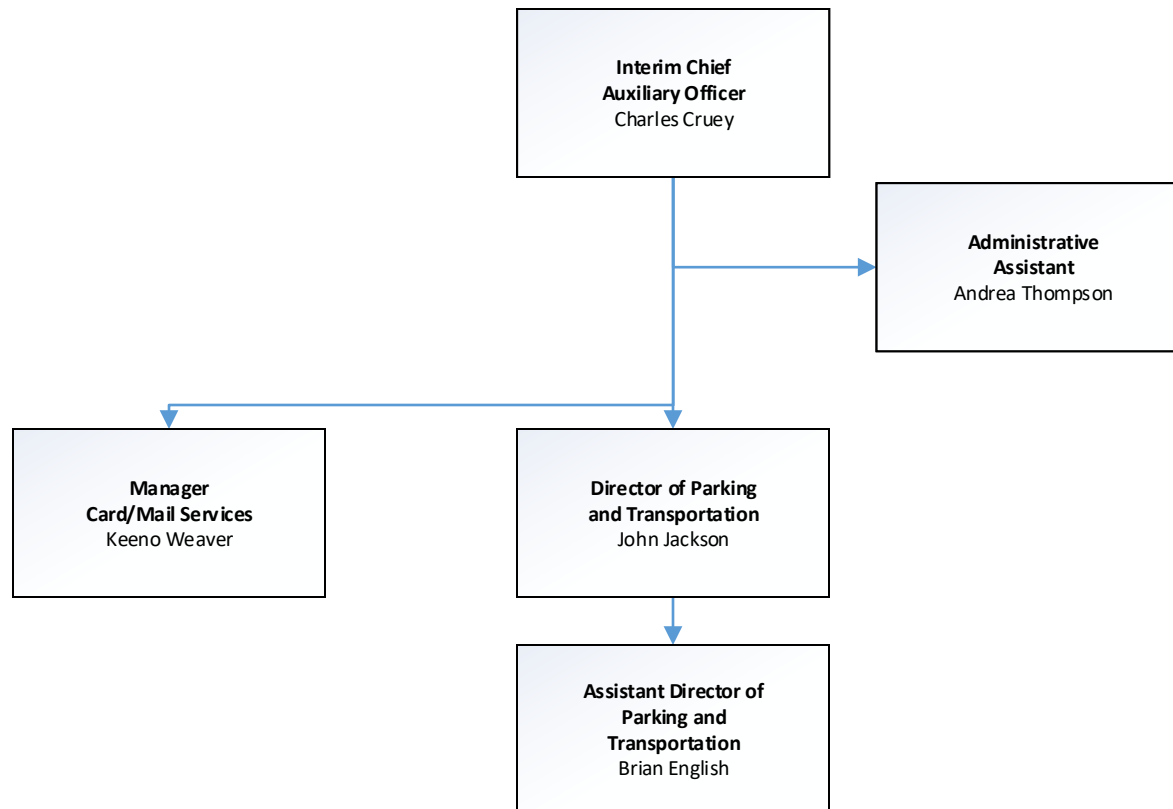 Interim Chief
Auxiliary Officer
Charles Cruey
Administrative
Assistant
Andrea Thompson
Manager
Card/Mail Services
Keeno Weaver
Director of Parking
and Transportation
John Jackson
Assistant Director of
Parking and
Transportation
Brian English